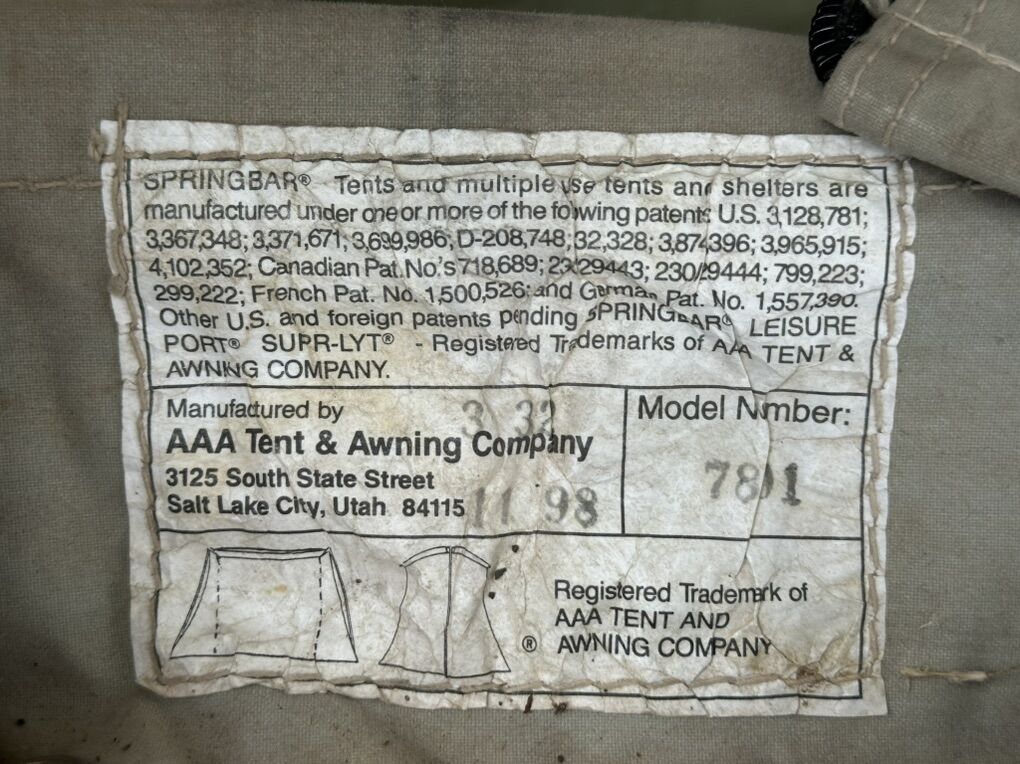 SPRINGBAR® Tents and multiple use tents and shelters are
manufactured under one or more of the following patents U.S. 3,128,781;
3,367,348; 3,371,671; 3,699,986; D-208,748; 32,328; 3,874,396; 3,965,915;
4,102,352; Canadian Pat. No.'s 718,689; 799,223;
299,222; French Pat. No. 1,500,526; and German Pat. No. 1,557,390.
Other U.S. and foreign patents pending SPRINGBAR® LEISURE
PORT® SUPR-LYT® - Registered Trademarks of AAA TENT &
AWNING COMPANY.
Manufactured by
3 32
AAA Tent & Awning Company
3125 South State Street
Salt Lake City, Utah 84115
11 98
Model Number:
® Registered Trademark of
AAA TENT AND
AWNING COMPANY